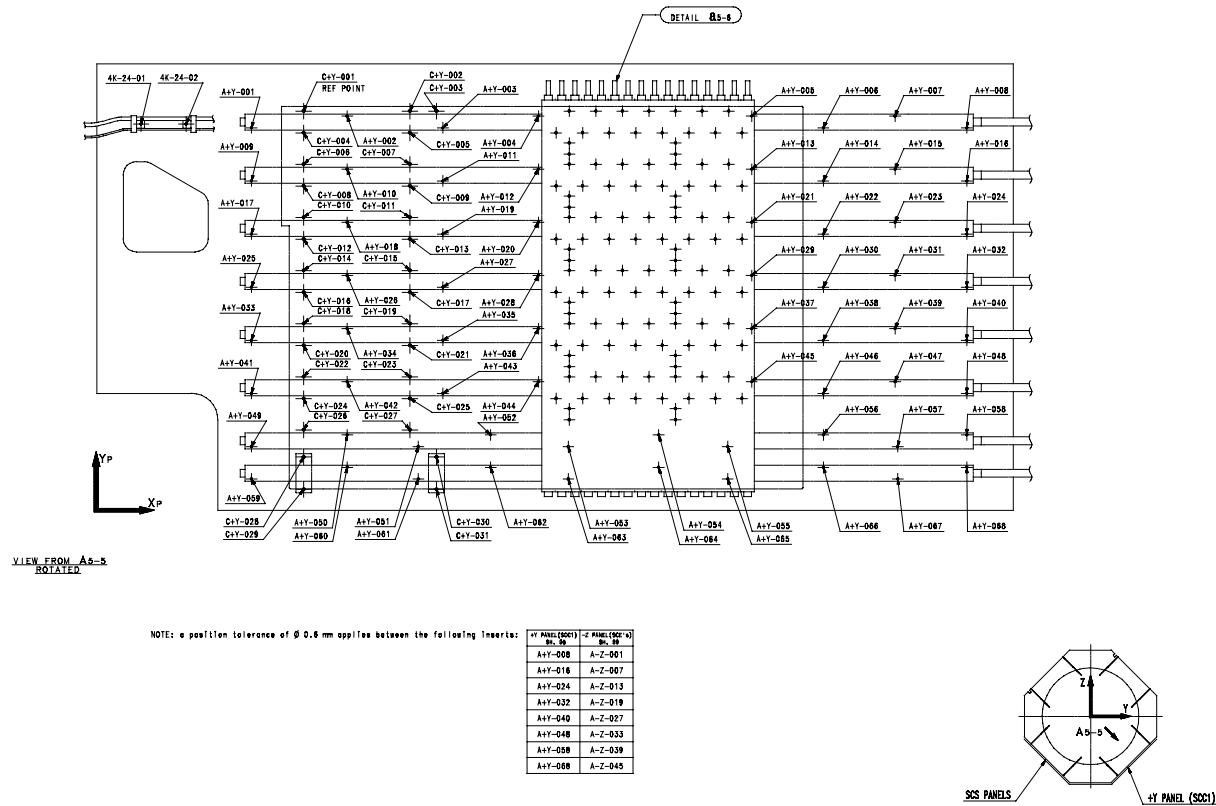 DETAIL a5-6
4K-24-01 4K-24-02
A+Y-001
C+Y-001
REF POINT
C+Y-002
C+Y-003
A+Y-003
A+Y-005 A+Y-006 A+Y-007 A+Y-008
C+Y-004 A+Y-002 C+Y-005 A+Y-004
C+Y-006 C+Y-007
A+Y-009 A+Y-011 A+Y-013 A+Y-014 A+Y-015 A+Y-016
C+Y-008 A+Y-010 C+Y-009 A+Y-012
C+Y-010 C+Y-011
A+Y-017 A+Y-019 A+Y-021 A+Y-022 A+Y-023 A+Y-024
C+Y-012 A+Y-018 C+Y-013 A+Y-020
C+Y-014 C+Y-015
A+Y-025 A+Y-027 A+Y-029 A+Y-030 A+Y-031 A+Y-032
C+Y-016 A+Y-026 C+Y-017 A+Y-028
C+Y-018 C+Y-019
A+Y-033 A+Y-035 A+Y-037 A+Y-038 A+Y-039 A+Y-040
C+Y-020 A+Y-034 C+Y-021 A+Y-036
C+Y-022 C+Y-023
A+Y-041 A+Y-043 A+Y-045 A+Y-046 A+Y-047 A+Y-048
C+Y-024 A+Y-042 C+Y-025 A+Y-044
C+Y-026 C+Y-027
A+Y-049 A+Y-052 A+Y-056 A+Y-057 A+Y-058
YP
XP
A+Y-059
C+Y-028 A+Y-050 A+Y-051 C+Y-030 A+Y-062 A+Y-053 A+Y-054 A+Y-055 A+Y-066 A+Y-067 A+Y-068
C+Y-029 A+Y-060 A+Y-061 C+Y-031 A+Y-063 A+Y-064 A+Y-065
VIEW FROM A5-5
ROTATED
NOTE: a position tolerance of Ø 0.6 mm applies between the following inserts:
+Y PANEL(SCC1) -Z PANEL(SCE's)
A+Y-008 A-Z-001
A+Y-016 A-Z-007
A+Y-024 A-Z-013
A+Y-032 A-Z-019
A+Y-040 A-Z-027
A+Y-048 A-Z-033
A+Y-058 A-Z-039
A+Y-068 A-Z-045
Z
Y
A5-5
SCS PANELS
+Y PANEL (SCC1)